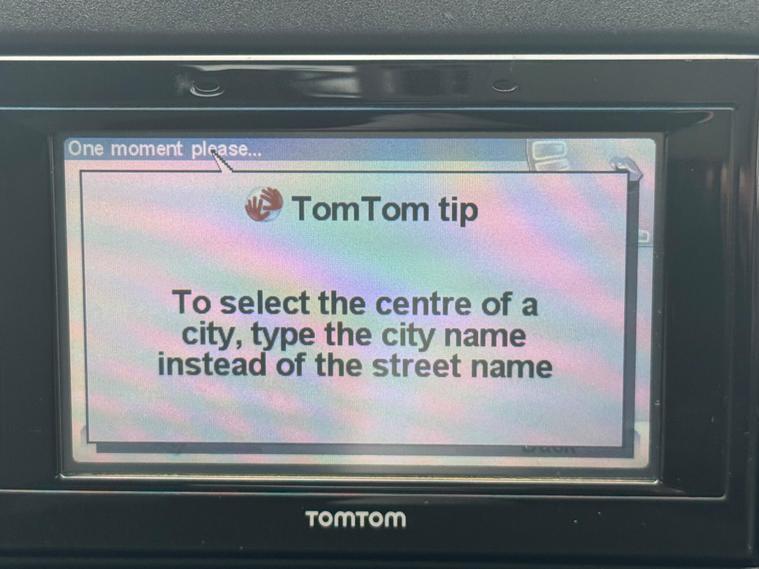 One moment please...
TomTom tip
To select the centre of a
city, type the city name
instead of the street name
TOMTOM